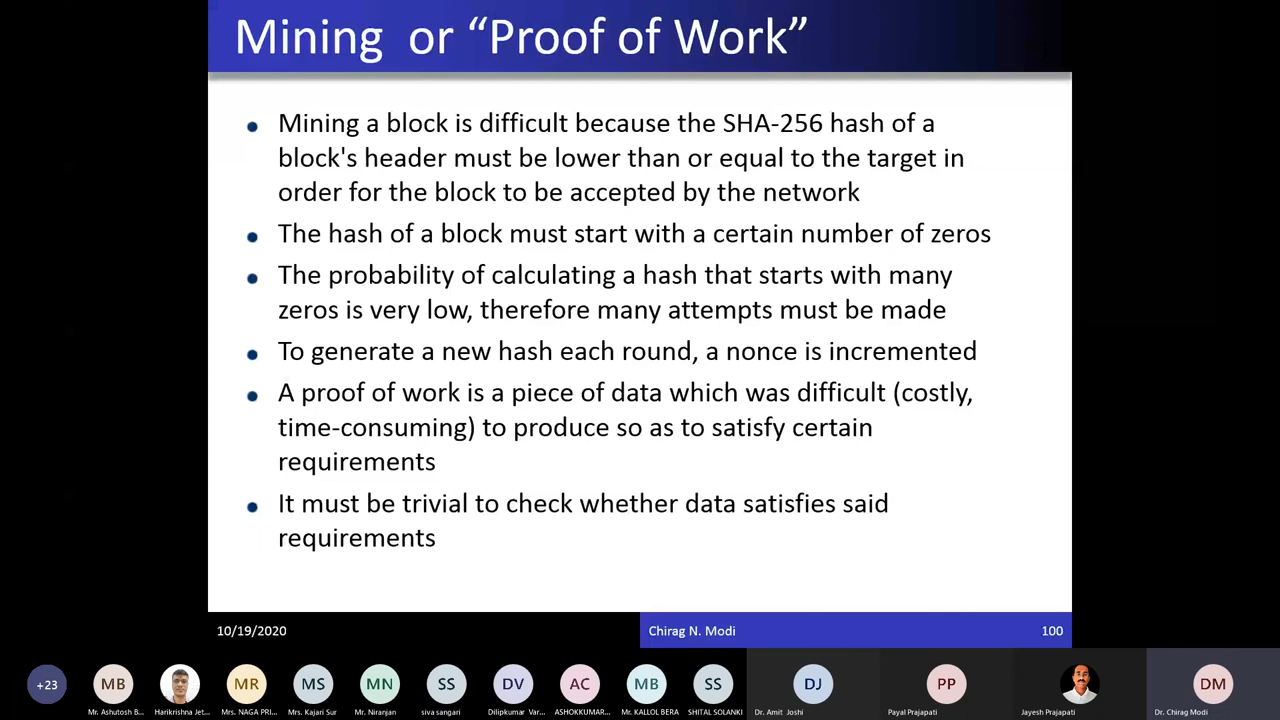 Mining or “Proof of Work”
Mining a block is difficult because the SHA-256 hash of a
block's header must be lower than or equal to the target in
order for the block to be accepted by the network
The hash of a block must start with a certain number of zeros
The probability of calculating a hash that starts with many
zeros is very low, therefore many attempts must be made
To generate a new hash each round, a nonce is incremented
A proof of work is a piece of data which was difficult (costly,
time-consuming) to produce so as to satisfy certain
requirements
It must be trivial to check whether data satisfies said
requirements
10/19/2020
Chirag N. Modi
100
+23
MB
MR
MS
MN
SS
DV
AC
MB
SS
DJ
PP
DM
Mr. Ashutosh B...
Harikrishna Jet...
Mrs. NAGA PRI...
Mrs. Kajari Sur
Mr. Niranjan
siva sangari
Dilipkumar Var...
ASHOKKUMAR...
Mr. KALLOL BERA
SHITAL SOLANKI
Dr. Amit Joshi
Payal Prajapati
Jayesh Prajapati
Dr. Chirag Modi